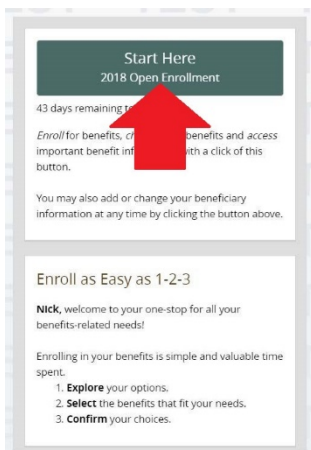 Start Here
2018 Open Enrollment
43 days remaining
Enroll for benefits, benefits and access
important benefit with a click of this
button.
You may also add or change your beneficiary
information at any time by clicking the button above.
Enroll as Easy as 1-2-3
NIck, welcome to your one-stop for all your
benefits-related needs!
Enrolling in your benefits is simple and valuable time
spent.
1. Explore your options.
2. Select the benefits that fit your needs.
3. Confirm your choices.